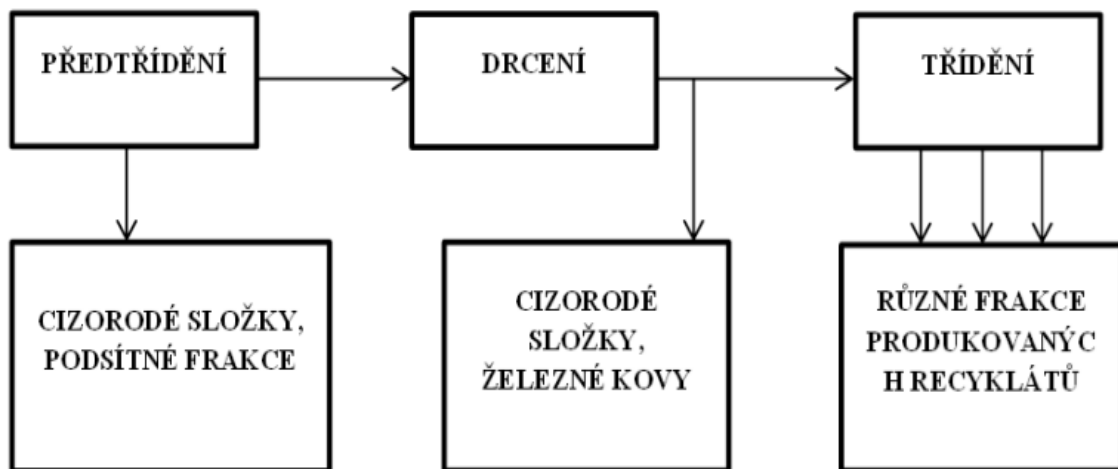 PŘEDTŘÍDĚNÍ
DRCENÍ
TŘÍDĚNÍ
CIZORODÉ SLOŽKY,
PODSÍTNÉ FRAKCE
CIZORODÉ
SLOŽKY,
ŽELEZNÉ KOVY
RŮZNÉ FRAKCE
PRODUKOVANÝC
H RECYKLÁTŮ